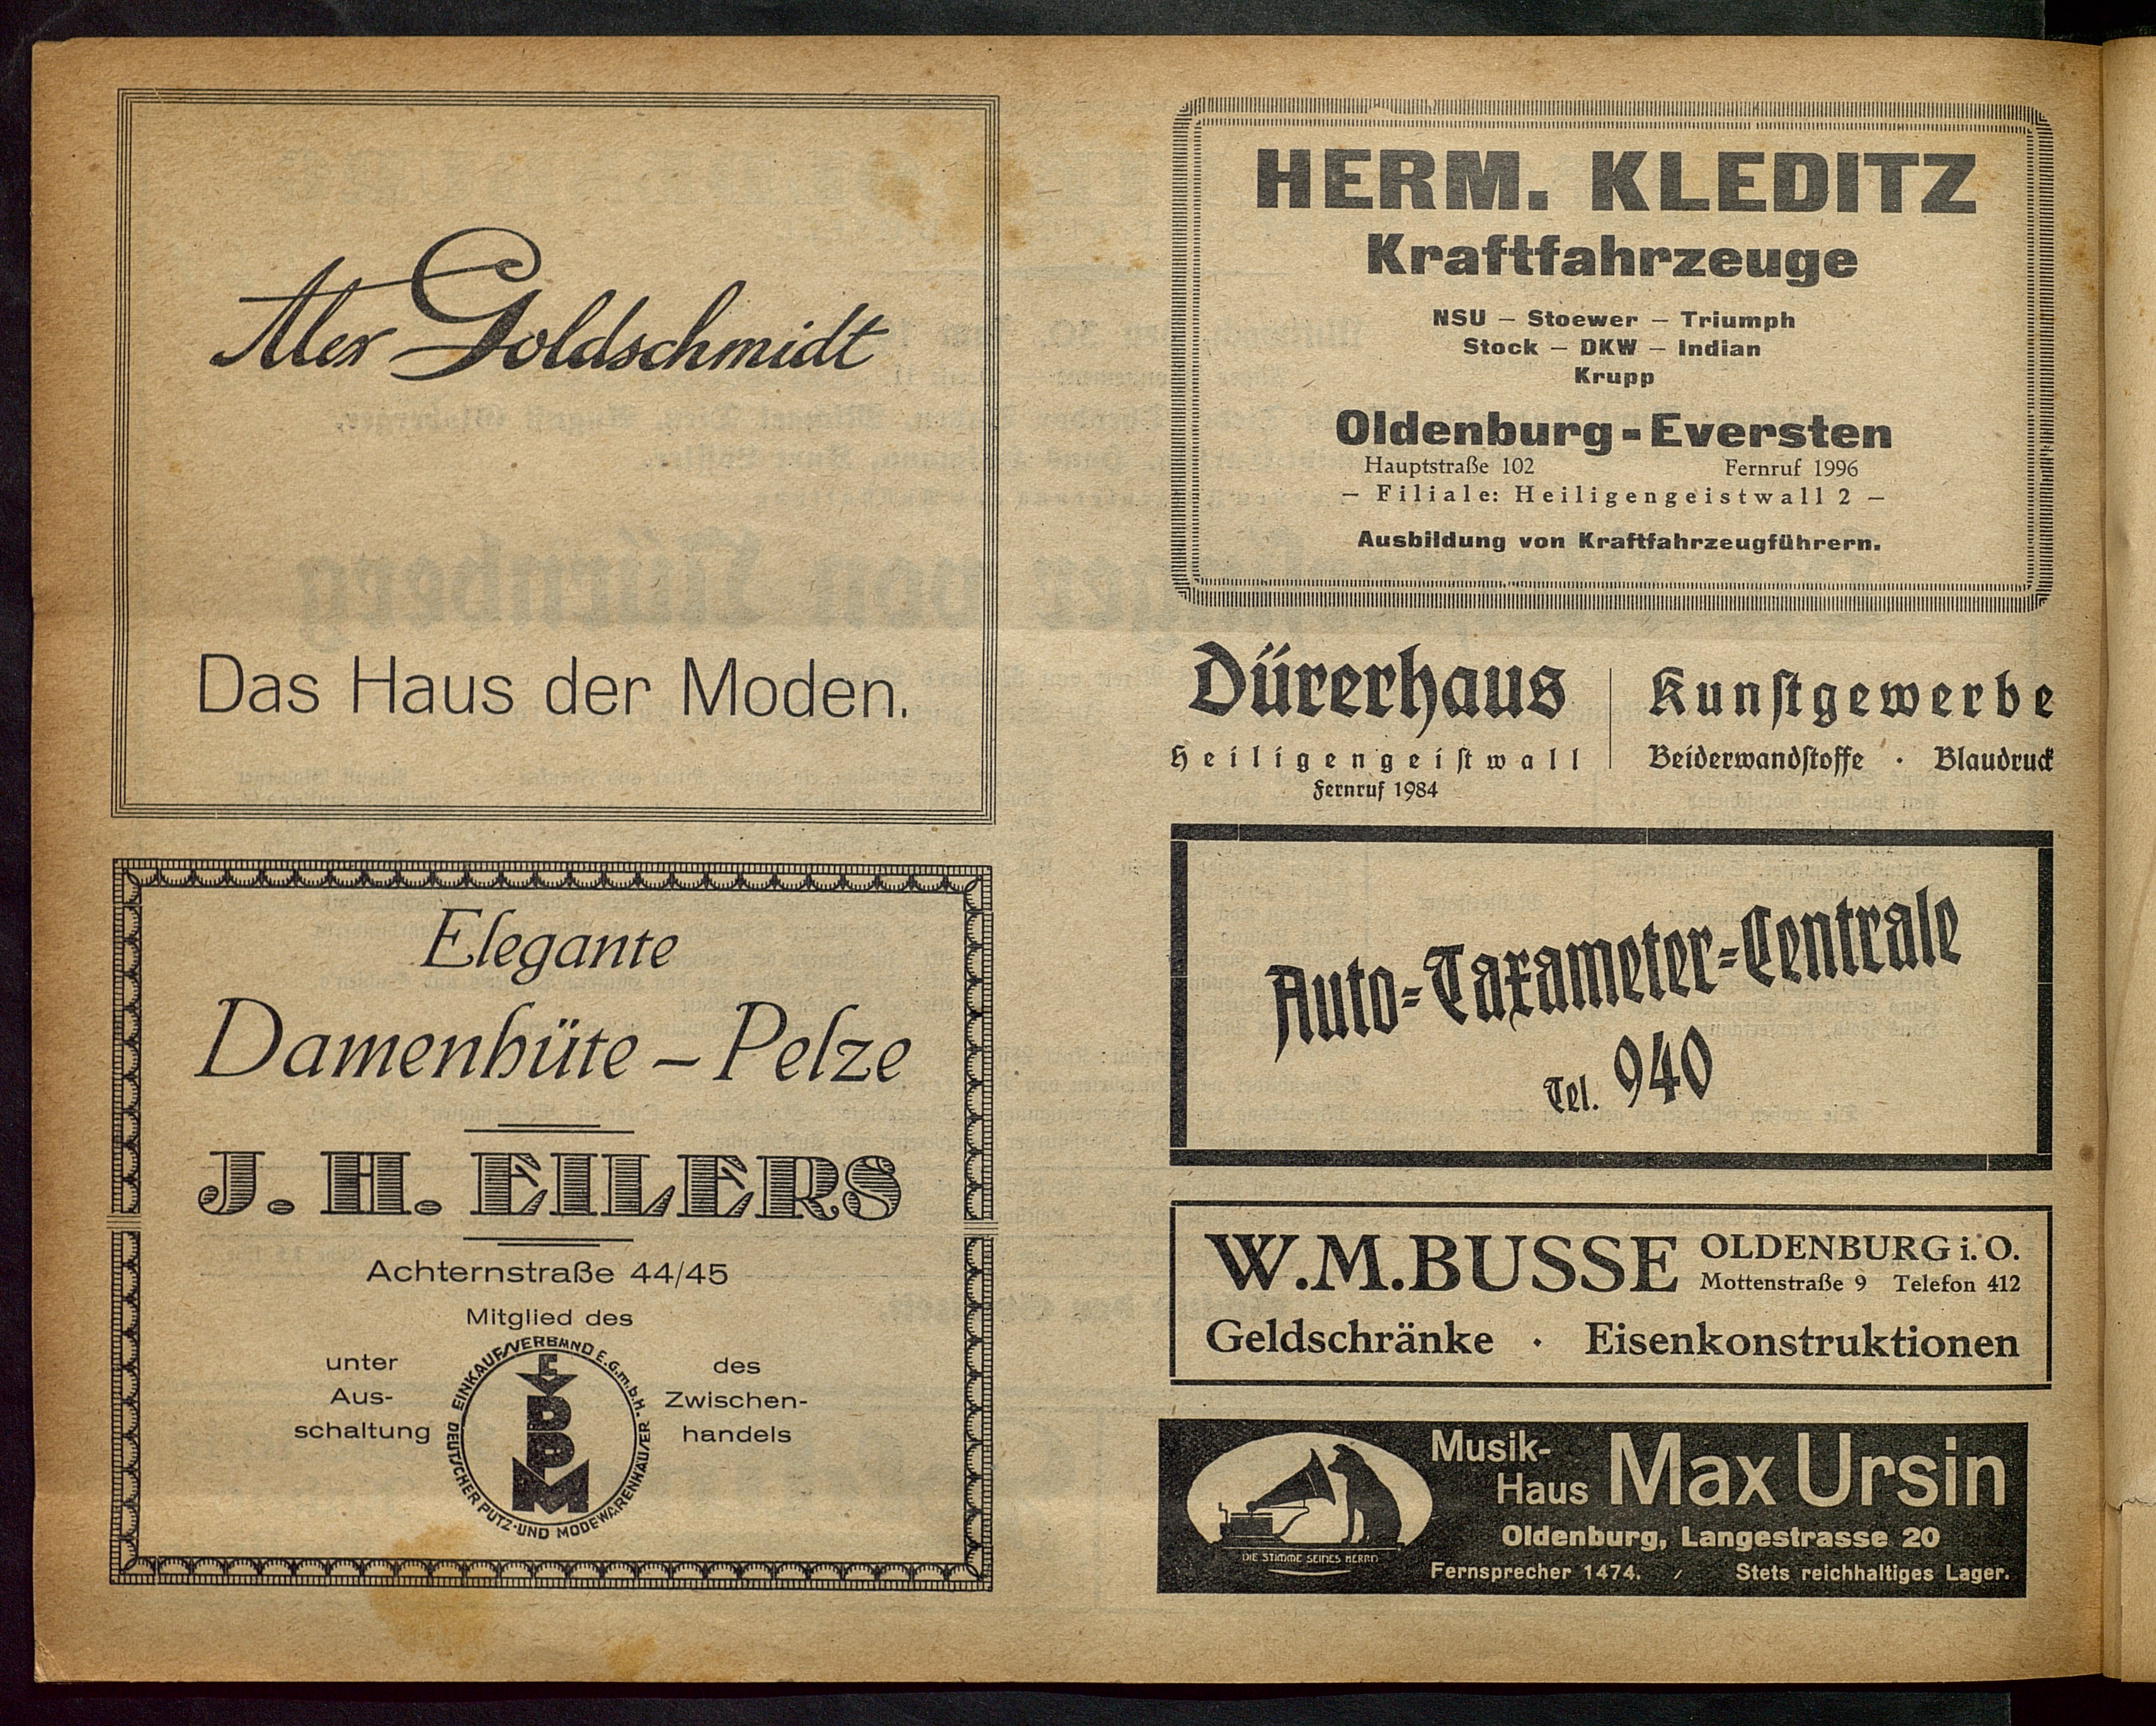 Alex Goldschmidt
Das Haus der Moden.
Elegante
Damenhüte – Pelze
J. H. EILERS
Achternstraße 44/45
Mitglied des
unter
Aus-
schaltung
EINKAUFSVERBAND E.G.m.b.H.
DEUTSCHER PUTZ-UND MODEWARENHÄUSER
E
V
D
P
M
des
Zwischen-
handels
HERM. KLEDITZ
Kraftfahrzeuge
NSU – Stoewer – Triumph
Stock – DKW – Indian
Krupp
Oldenburg-Eversten
Hauptstraße 102 Fernruf 1996
– Filiale: Heiligengeistwall 2 –
Ausbildung von Kraftfahrzeugführern.
Dürerhaus
Heiligengeistwall
Fernruf 1984
Kunstgewerbe
Beiderwandstoffe · Blaudruck
Auto-Taxameter-Centrale
Tel. 940
W.M.BUSSE OLDENBURG i. O.
Mottenstraße 9 Telefon 412
Geldschränke · Eisenkonstruktionen
DIE STIMME SEINES HERRN
Musik-
Haus Max Ursin
Oldenburg, Langestrasse 20
Fernsprecher 1474. Stets reichhaltiges Lager.